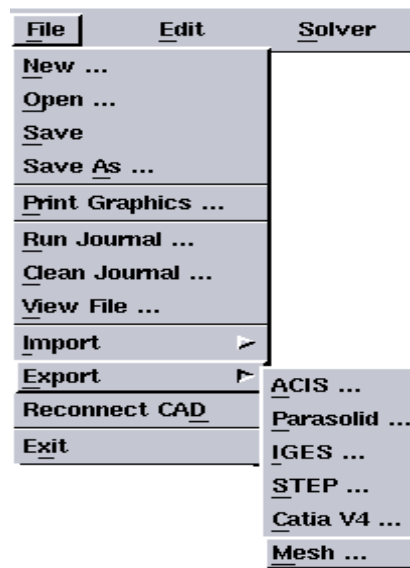 File Edit Solver
New ...
Open ...
Save
Save As ...
Print Graphics ...
Run Journal ...
Clean Journal ...
View File ...
Import
Export
Reconnect CAD
Exit
ACIS ...
Parasolid ...
IGES ...
STEP ...
Catia V4 ...
Mesh ...